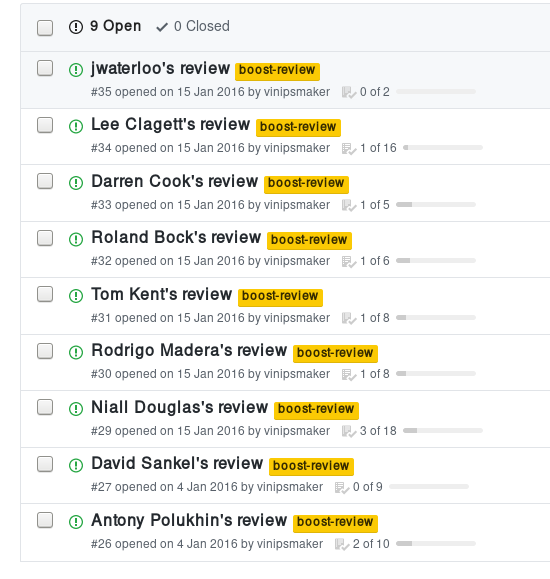 9 Open 0 Closed
jwaterloo's review boost-review
#35 opened on 15 Jan 2016 by vinipsmaker 0 of 2
Lee Clagett's review boost-review
#34 opened on 15 Jan 2016 by vinipsmaker 1 of 16
Darren Cook's review boost-review
#33 opened on 15 Jan 2016 by vinipsmaker 1 of 5
Roland Bock's review boost-review
#32 opened on 15 Jan 2016 by vinipsmaker 1 of 6
Tom Kent's review boost-review
#31 opened on 15 Jan 2016 by vinipsmaker 1 of 8
Rodrigo Madera's review boost-review
#30 opened on 15 Jan 2016 by vinipsmaker 1 of 8
Niall Douglas's review boost-review
#29 opened on 15 Jan 2016 by vinipsmaker 3 of 18
David Sankel's review boost-review
#27 opened on 4 Jan 2016 by vinipsmaker 0 of 9
Antony Polukhin's review boost-review
#26 opened on 4 Jan 2016 by vinipsmaker 2 of 10